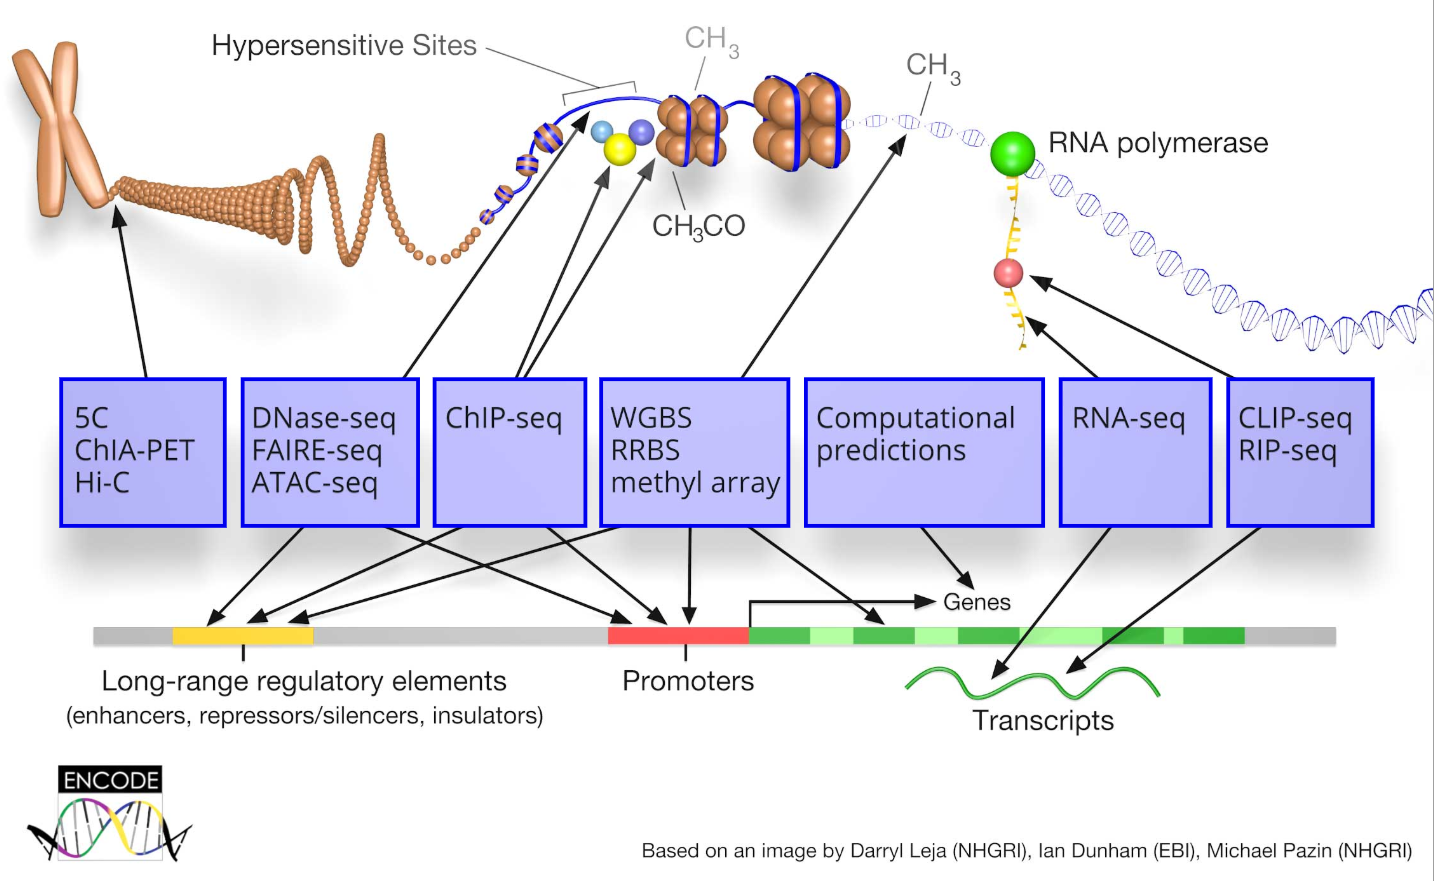 Hypersensitive Sites
CH3
CH3
RNA polymerase
CH3CO
5C
ChIA-PET
Hi-C
DNase-seq
FAIRE-seq
ATAC-seq
ChIP-seq
WGBS
RRBS
methyl array
Computational
predictions
RNA-seq
CLIP-seq
RIP-seq
Genes
Long-range regulatory elements
(enhancers, repressors/silencers, insulators)
Promoters
Transcripts
ENCODE
Based on an image by Darryl Leja (NHGRI), Ian Dunham (EBI), Michael Pazin (NHGRI)